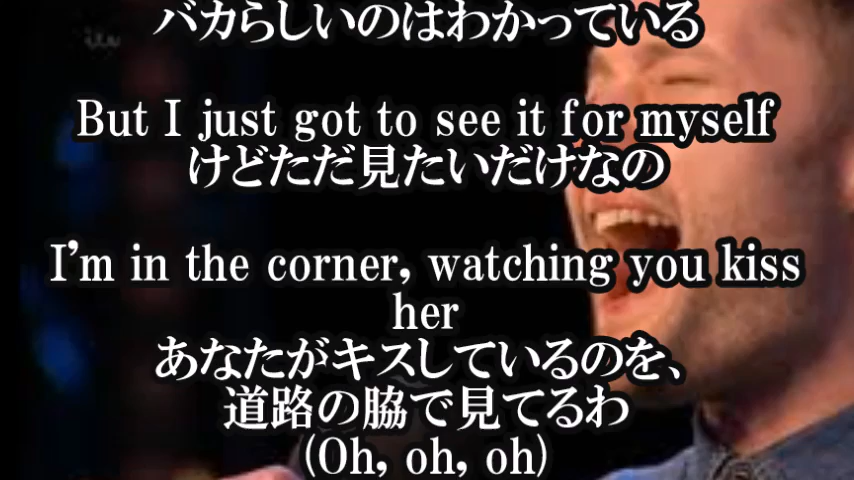 itv
バカらしいのはわかっている
But I just got to see it for myself
けどただ見たいだけなの
I'm in the corner, watching you kiss
her
あなたがキスしているのを、
道路の脇で見てるわ
(Oh, oh, oh)